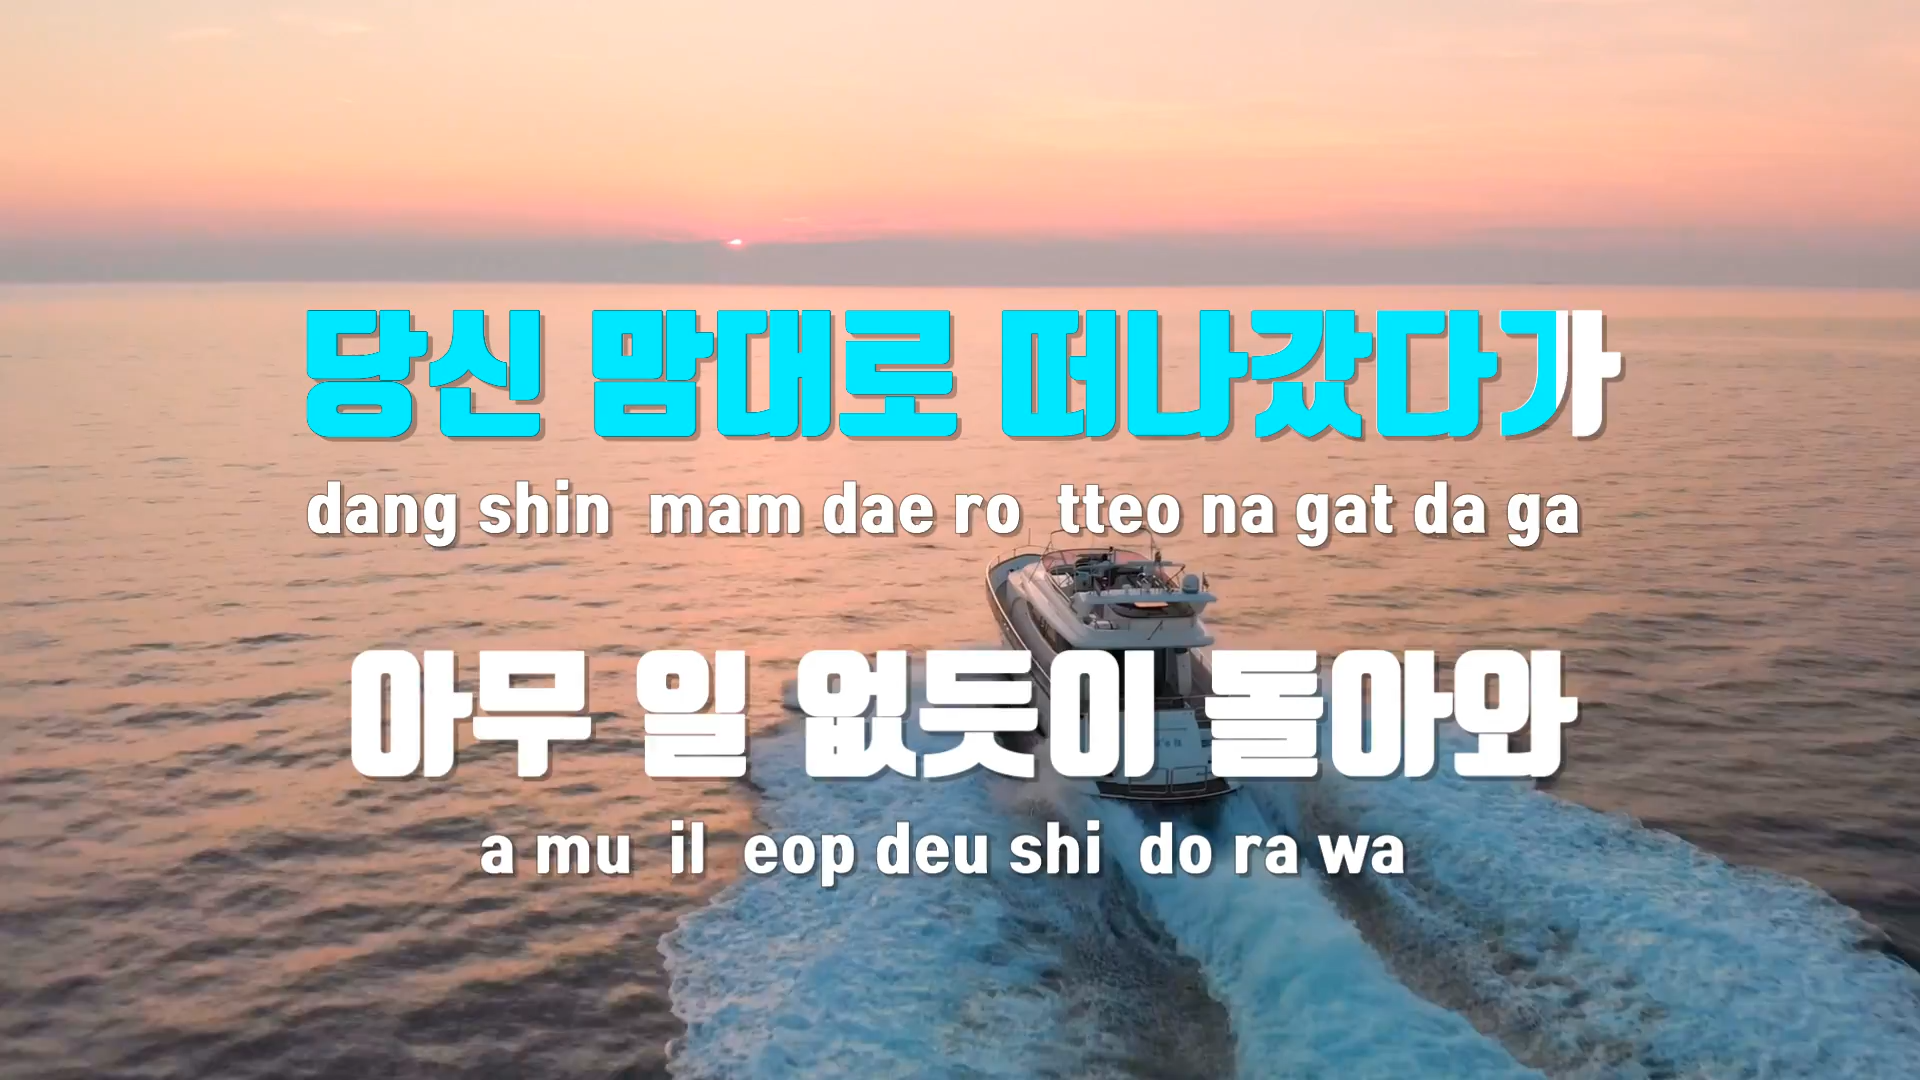 당신 맘대로 떠나갔다가
dang shin mam dae ro tteo na gat da ga
아무 일 없듯이 돌아와
a mu il eop deu shi do ra wa